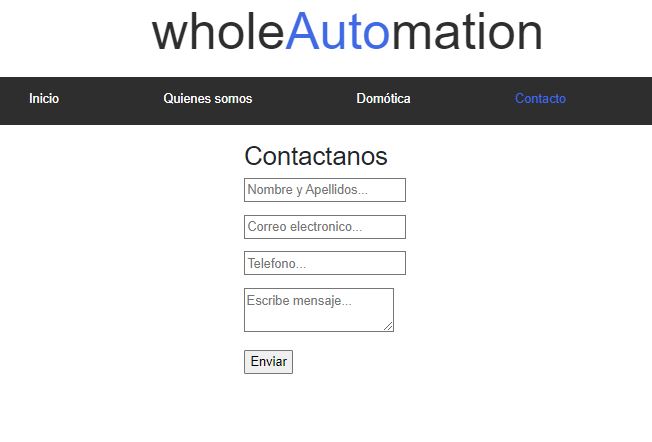 wholeAutomation
Inicio Quienes somos Domótica Contacto
Contactanos
Nombre y Apellidos...
Correo electronico...
Telefono...
Escribe mensaje...
Enviar